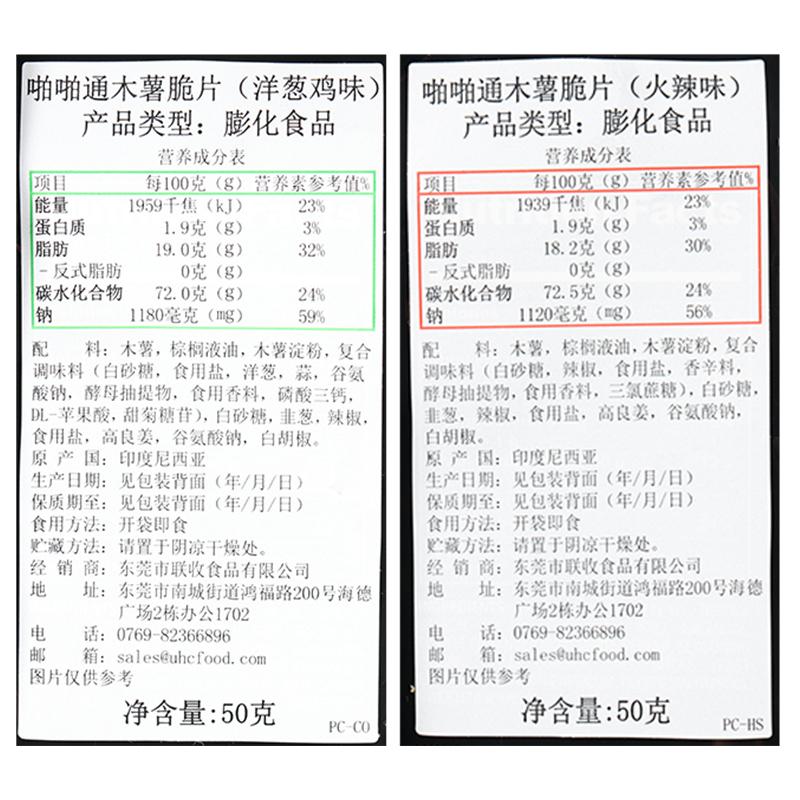 啪啪通木薯脆片（洋葱鸡味）
产品类型：膨化食品
营养成分表
项目 每100克（g） 营养素参考值%
能量 1959千焦（kJ） 23%
蛋白质 1.9克（g） 3%
脂肪 19.0克（g） 32%
-反式脂肪 0克（g）
碳水化合物 72.0克（g） 24%
钠 1180毫克（mg） 59%
配 料：木薯，棕榈液油，木薯淀粉，复合
调味料（白砂糖，食用盐，洋葱，蒜，谷氨
酸钠，酵母抽提物，食用香料，磷酸三钙，
DL-苹果酸，甜菊糖苷），白砂糖，韭葱，辣椒，
食用盐，高良姜，谷氨酸钠，白胡椒。
原 产 国：印度尼西亚
生产日期：见包装背面（年/月/日）
保质期至：见包装背面（年/月/日）
食用方法：开袋即食
贮藏方法：请置于阴凉干燥处。
经 销 商：东莞市联收食品有限公司
地 址：东莞市南城街道鸿福路200号海德
广场2栋办公1702
电 话：0769-82366896
邮 箱：sales@uhcfood.com
图片仅供参考
净含量:50克
PC-CO
啪啪通木薯脆片（火辣味）
产品类型：膨化食品
营养成分表
项目 每100克（g） 营养素参考值%
能量 1939千焦（kJ） 23%
蛋白质 1.9克（g） 3%
脂肪 18.2克（g） 30%
-反式脂肪 0克（g）
碳水化合物 72.5克（g） 24%
钠 1120毫克（mg） 56%
配 料：木薯，棕榈液油，木薯淀粉，复合
调味料（白砂糖，辣椒，食用盐，香辛料，
酵母抽提物，食用香料，三氯蔗糖），白砂糖，
韭葱，辣椒，食用盐，高良姜，谷氨酸钠，
白胡椒。
原 产 国：印度尼西亚
生产日期：见包装背面（年/月/日）
保质期至：见包装背面（年/月/日）
食用方法：开袋即食
贮藏方法：请置于阴凉干燥处。
经 销 商：东莞市联收食品有限公司
地 址：东莞市南城街道鸿福路200号海德
广场2栋办公1702
电 话：0769-82366896
邮 箱：sales@uhcfood.com
图片仅供参考
净含量:50克
PC-HS